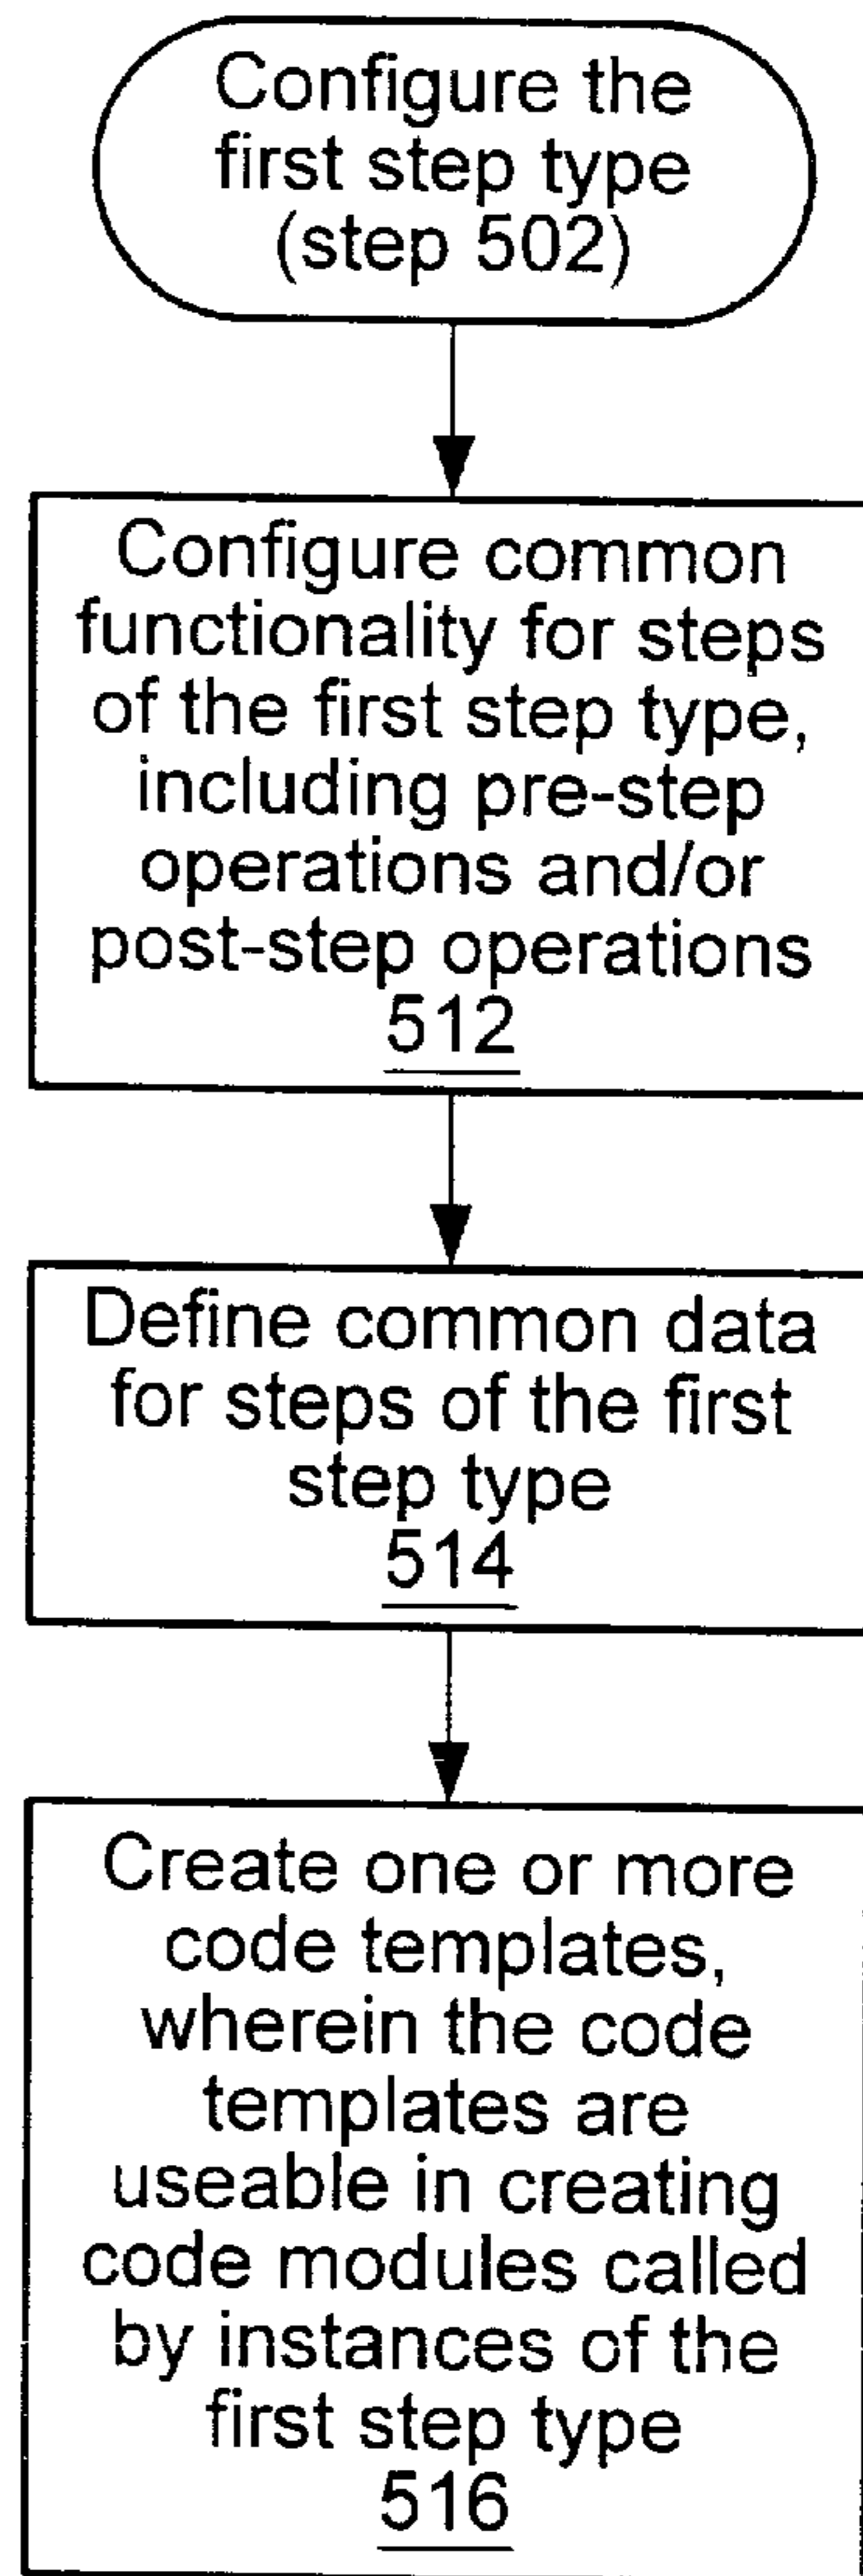 Configure the
first step type
(step 502)
Configure common
functionality for steps
of the first step type,
including pre-step
operations and/or
post-step operations
512
Define common data
for steps of the first
step type
514
Create one or more
code templates,
wherein the code
templates are
useable in creating
code modules called
by instances of the
first step type
516